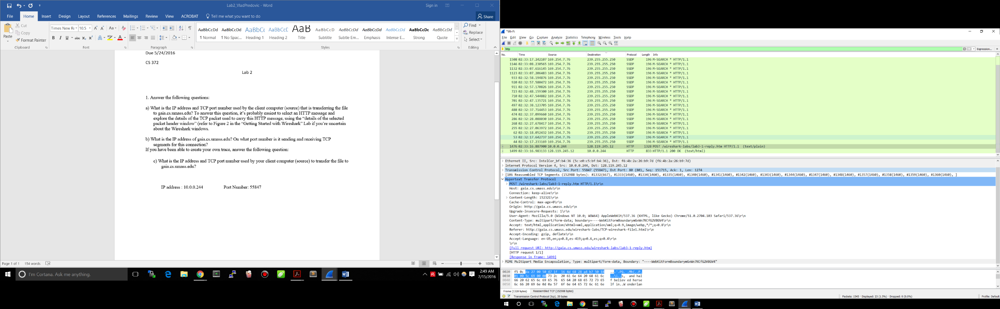 Lab2_VladPredovic - Word
Sign in
File Home Insert Design Layout References Mailings Review View ACROBAT Tell me what you want to do
Share
Paste
Cut
Copy
Format Painter
Clipboard
Times New Ro 10.5
Font
Paragraph
AaBbCcDd AaBbCcDd AaBbCc AaBbCcD AaB AaBbCcD AaBbCcDd AaBbCcDd AaBbCcDd AaBbCcDc AaBbCcDd
¶ Normal ¶ No Spac... Heading 1 Heading 2 Title Subtitle Subtle Em... Emphasis Intense E... Strong Quote
Styles
Find
Replace
Select
Editing
Due 5/24/2016
CS 372
Lab 2
1. Answer the following questions:
a) What is the IP address and TCP port number used by the client computer (source) that is transferring the file
to gaia.cs.umass.edu? To answer this question, it's probably easiest to select an HTTP message and
explore the details of the TCP packet used to carry this HTTP message, using the “details of the selected
packet header window” (refer to Figure 2 in the “Getting Started with Wireshark” Lab if you're uncertain
about the Wireshark windows.
b) What is the IP address of gaia.cs.umass.edu? On what port number is it sending and receiving TCP
segments for this connection?
If you have been able to create your own trace, answer the following question:
c) What is the IP address and TCP port number used by your client computer (source) to transfer the file to
gaia.cs.umass.edu?
IP address : 10.0.0.244 Port Number: 55847
Page 1 of 1 154 words
100%
I'm Cortana. Ask me anything.
2:49 AM
7/15/2016
*Wi-Fi
File Edit View Go Capture Analyze Statistics Telephony Wireless Tools Help
http
Expression... +
No. Time Source Destination Protocol Length Info
1508 02:33:17.242107 169.254.7.76 239.255.255.250 SSDP 196 M-SEARCH * HTTP/1.1
1146 02:33:08.230565 169.254.7.76 239.255.255.250 SSDP 196 M-SEARCH * HTTP/1.1
1132 02:33:07.616145 169.254.7.76 239.255.255.250 SSDP 196 M-SEARCH * HTTP/1.1
1123 02:33:07.206483 169.254.7.76 239.255.255.250 SSDP 196 M-SEARCH * HTTP/1.1
933 02:32:58.194876 169.254.7.76 239.255.255.250 SSDP 196 M-SEARCH * HTTP/1.1
920 02:32:57.580472 169.254.7.76 239.255.255.250 SSDP 196 M-SEARCH * HTTP/1.1
911 02:32:57.170826 169.254.7.76 239.255.255.250 SSDP 196 M-SEARCH * HTTP/1.1
723 02:32:48.159300 169.254.7.76 239.255.255.250 SSDP 196 M-SEARCH * HTTP/1.1
710 02:32:47.544882 169.254.7.76 239.255.255.250 SSDP 196 M-SEARCH * HTTP/1.1
701 02:32:47.135721 169.254.7.76 239.255.255.250 SSDP 196 M-SEARCH * HTTP/1.1
497 02:32:38.123705 169.254.7.76 239.255.255.250 SSDP 196 M-SEARCH * HTTP/1.1
488 02:32:37.714453 169.254.7.76 239.255.255.250 SSDP 196 M-SEARCH * HTTP/1.1
474 02:32:37.099660 169.254.7.76 239.255.255.250 SSDP 196 M-SEARCH * HTTP/1.1
286 02:32:28.088030 169.254.7.76 239.255.255.250 SSDP 196 M-SEARCH * HTTP/1.1
268 02:32:27.678417 169.254.7.76 239.255.255.250 SSDP 196 M-SEARCH * HTTP/1.1
255 02:32:27.063972 169.254.7.76 239.255.255.250 SSDP 196 M-SEARCH * HTTP/1.1
62 02:32:18.052432 169.254.7.76 239.255.255.250 SSDP 196 M-SEARCH * HTTP/1.1
53 02:32:17.642737 169.254.7.76 239.255.255.250 SSDP 196 M-SEARCH * HTTP/1.1
44 02:32:17.233169 169.254.7.76 239.255.255.250 SSDP 196 M-SEARCH * HTTP/1.1
1476 02:33:16.887900 10.0.0.244 128.119.245.12 HTTP 1328 POST /wireshark-labs/lab3-1-reply.htm HTTP/1.1 (text/plain)
1499 02:33:16.983133 128.119.245.12 10.0.0.244 HTTP 833 HTTP/1.1 200 OK (text/html)
Ethernet II, Src: IntelCor_bf:b4:36 (5c:e0:c5:bf:b4:36), Dst: f6:4b:2a:26:b9:7d (f6:4b:2a:26:b9:7d)
Internet Protocol Version 4, Src: 10.0.0.244, Dst: 128.119.245.12
Transmission Control Protocol, Src Port: 55847 (55847), Dst Port: 80 (80), Seq: 151715, Ack: 1, Len: 1274
[106 Reassembled TCP Segments (152988 bytes): #1332(667), #1333(1460), #1334(1460), #1335(1460), #1340(1460), #1341(1460), #1342(1460), #1343(1460), #1344(1460), #1347(1460), #1348(1460), #1357(1460), #1358(1460), #1359(1460), #1360(1460), ]
Hypertext Transfer Protocol
POST /wireshark-labs/lab3-1-reply.htm HTTP/1.1\r\n
Host: gaia.cs.umass.edu\r\n
Connection: keep-alive\r\n
Content-Length: 152321\r\n
Cache-Control: max-age=0\r\n
Origin: http://gaia.cs.umass.edu\r\n
Upgrade-Insecure-Requests: 1\r\n
User-Agent: Mozilla/5.0 (Windows NT 10.0; WOW64) AppleWebKit/537.36 (KHTML, like Gecko) Chrome/51.0.2704.103 Safari/537.36\r\n
Content-Type: multipart/form-data; boundary=----WebKitFormBoundarymGvWn7KCfG2V8GV4\r\n
Accept: text/html,application/xhtml+xml,application/xml;q=0.9,image/webp,*/*;q=0.8\r\n
Referer: http://gaia.cs.umass.edu/wireshark-labs/TCP-wireshark-file1.html\r\n
Accept-Encoding: gzip, deflate\r\n
Accept-Language: en-US,en;q=0.8,es-419;q=0.6,es;q=0.4\r\n
\r\n
[Full request URI: http://gaia.cs.umass.edu/wireshark-labs/lab3-1-reply.htm]
[HTTP request 1/1]
[Response in frame: 1499]
MIME Multipart Media Encapsulation, Type: multipart/form-data, Boundary: "----WebKitFormBoundarymGvWn7KCfG2V8GV4"
0020 f5 0c da 27 00 50 47 1f 16 4d 68 28 a4 b7 50 18 ...'.PG. .Mh(..P.
0030 01 00 5c 69 00 00 73 2c 20 61 6e 64 20 68 61 6c ..\i..s, and hal
0040 66 20 62 65 6c 69 65 76 65 64 20 68 65 72 73 65 f believ ed herse
0050 6c 66 20 69 6e 0d 0a 57 6f 6e 64 65 72 6c 61 6e lf in..W onderlan
Frame (1328 bytes) Reassembled TCP (152988 bytes)
Transmission Control Protocol (tcp), 20 bytes
Packets: 1545 · Displayed: 23 (1.5%) · Dropped: 0 (0.0%)
Profile: Default